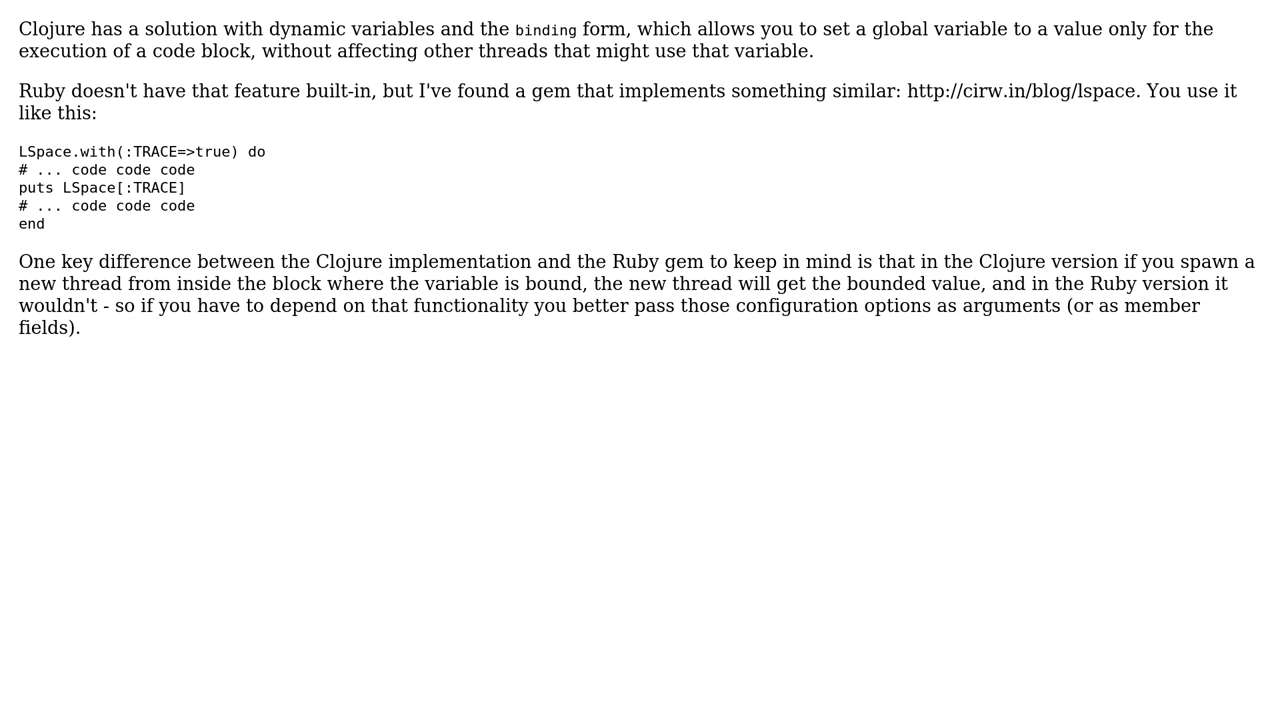 Clojure has a solution with dynamic variables and the binding form, which allows you to set a global variable to a value only for the
execution of a code block, without affecting other threads that might use that variable.
Ruby doesn't have that feature built-in, but I've found a gem that implements something similar: http://cirw.in/blog/lspace. You use it
like this:
LSpace.with(:TRACE=>true) do
# ... code code code
puts LSpace[:TRACE]
# ... code code code
end
One key difference between the Clojure implementation and the Ruby gem to keep in mind is that in the Clojure version if you spawn a
new thread from inside the block where the variable is bound, the new thread will get the bounded value, and in the Ruby version it
wouldn't - so if you have to depend on that functionality you better pass those configuration options as arguments (or as member
fields).